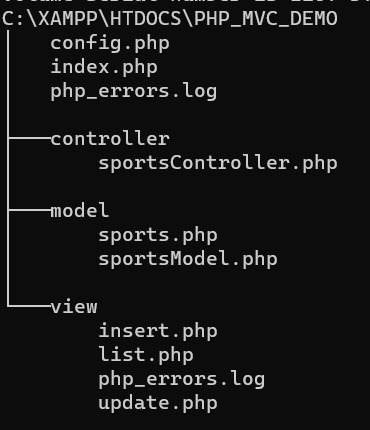 C:\XAMPP\HTDOCS\PHP_MVC_DEMO
config.php
index.php
php_errors.log
controller
sportsController.php
model
sports.php
sportsModel.php
view
insert.php
list.php
php_errors.log
update.php